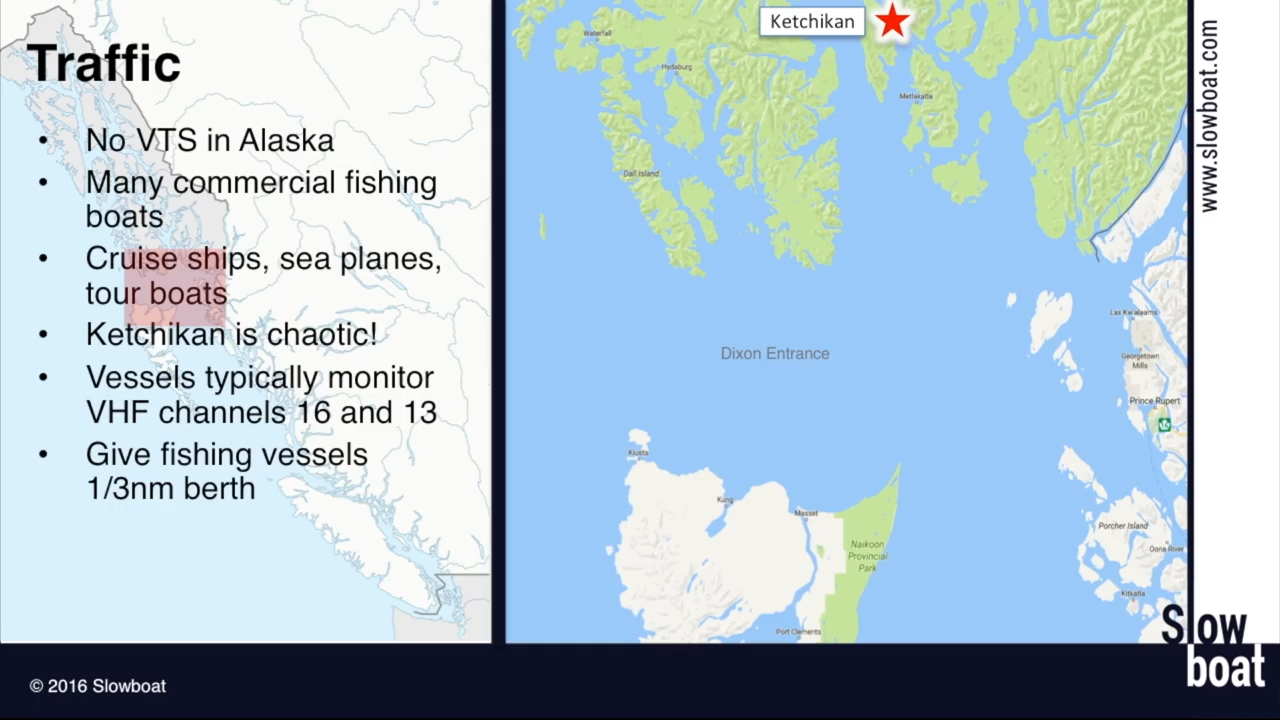 Traffic
• No VTS in Alaska
• Many commercial fishing
boats
• Cruise ships, sea planes,
tour boats
• Ketchikan is chaotic!
• Vessels typically monitor
VHF channels 16 and 13
• Give fishing vessels
1/3nm berth
Ketchikan
Waterfall
Hydaburg
Metlakatla
Dall Island
Dixon Entrance
Lax Kw'alaams
Georgetown
Mills
Prince Rupert
Kiusta
Kung
Masset
Naikoon
Provincial
Park
Porcher Island
Oona River
Kitkatla
Port Clements
www.slowboat.com
Slow
boat
© 2016 Slowboat